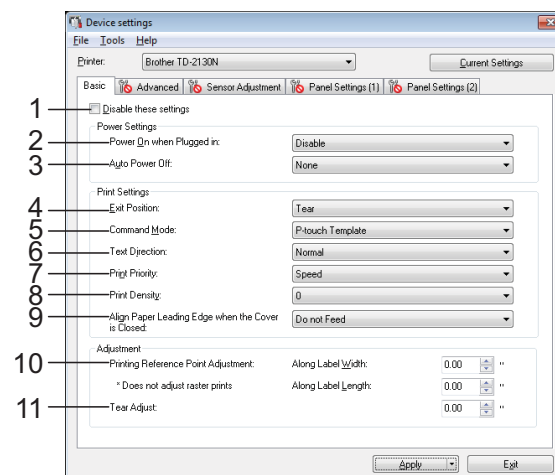 Device settings
File Tools Help
Printer: Brother TD-2130N Current Settings
Basic Advanced Sensor Adjustment Panel Settings (1) Panel Settings (2)
1 Disable these settings
Power Settings
2 Power On when Plugged in: Disable
3 Auto Power Off: None
Print Settings
4 Exit Position: Tear
5 Command Mode: P-touch Template
6 Text Direction: Normal
7 Print Priority: Speed
8 Print Density: 0
9 Align Paper Leading Edge when the Cover is Closed: Do not Feed
Adjustment
10 Printing Reference Point Adjustment: Along Label Width: 0.00 "
* Does not adjust raster prints Along Label Length: 0.00 "
11 Tear Adjust: 0.00 "
Apply Exit